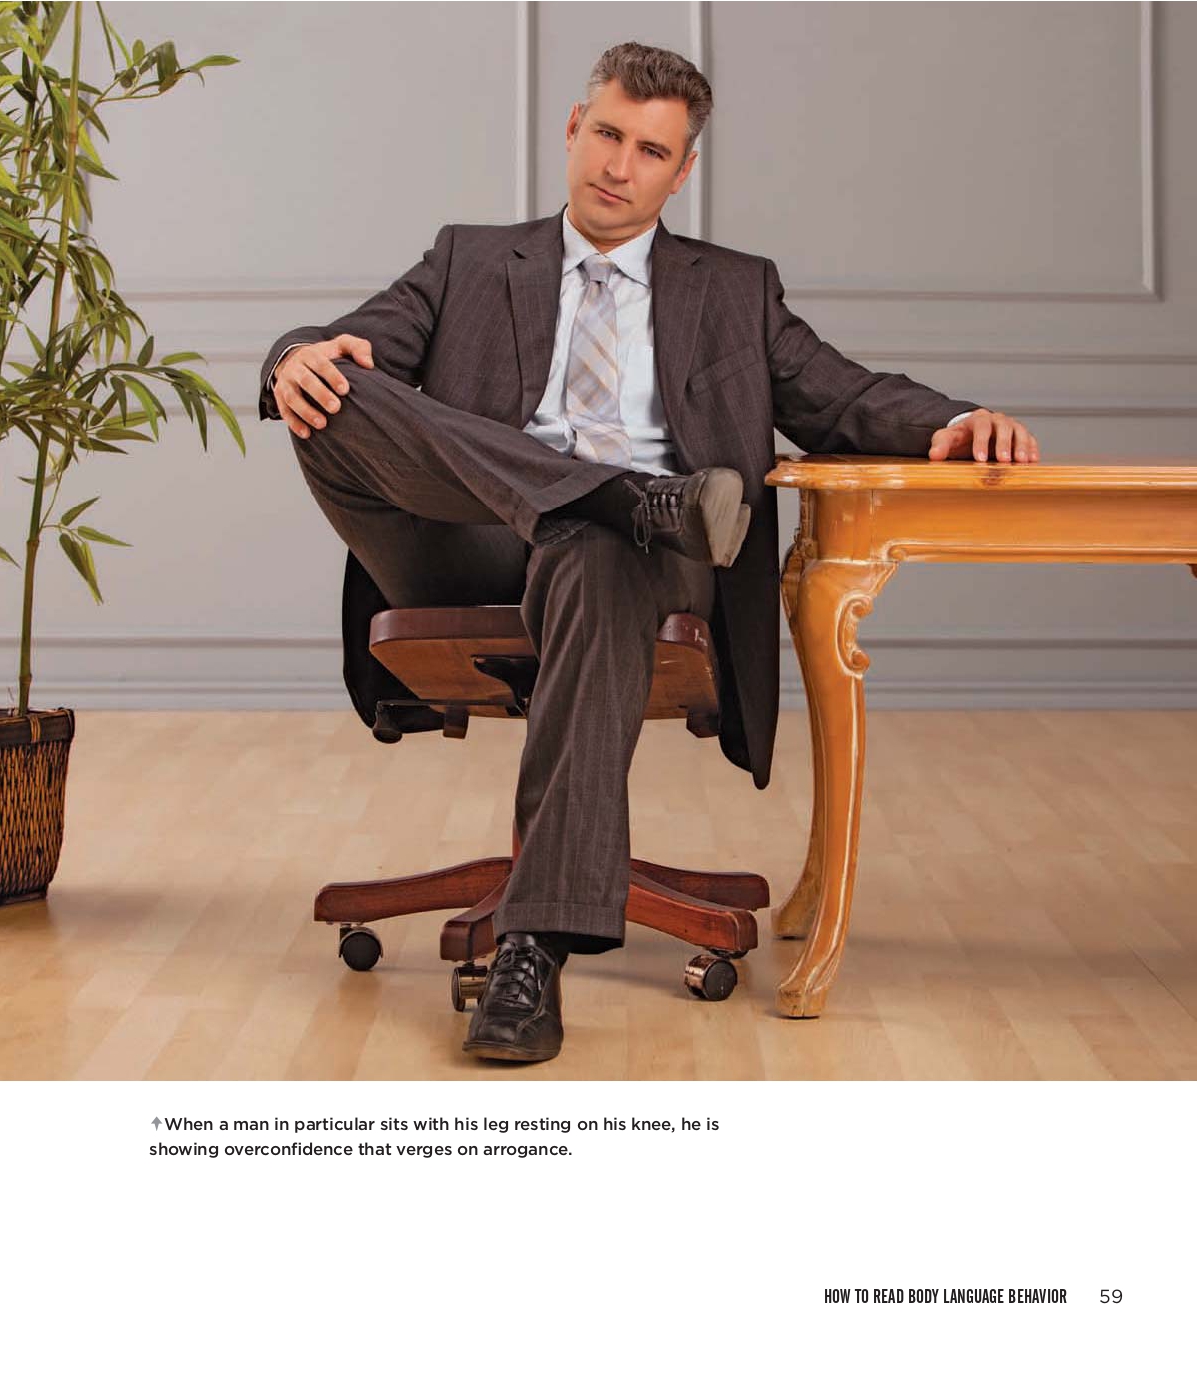 When a man in particular sits with his leg resting on his knee, he is
showing overconfidence that verges on arrogance.
HOW TO READ BODY LANGUAGE BEHAVIOR 59